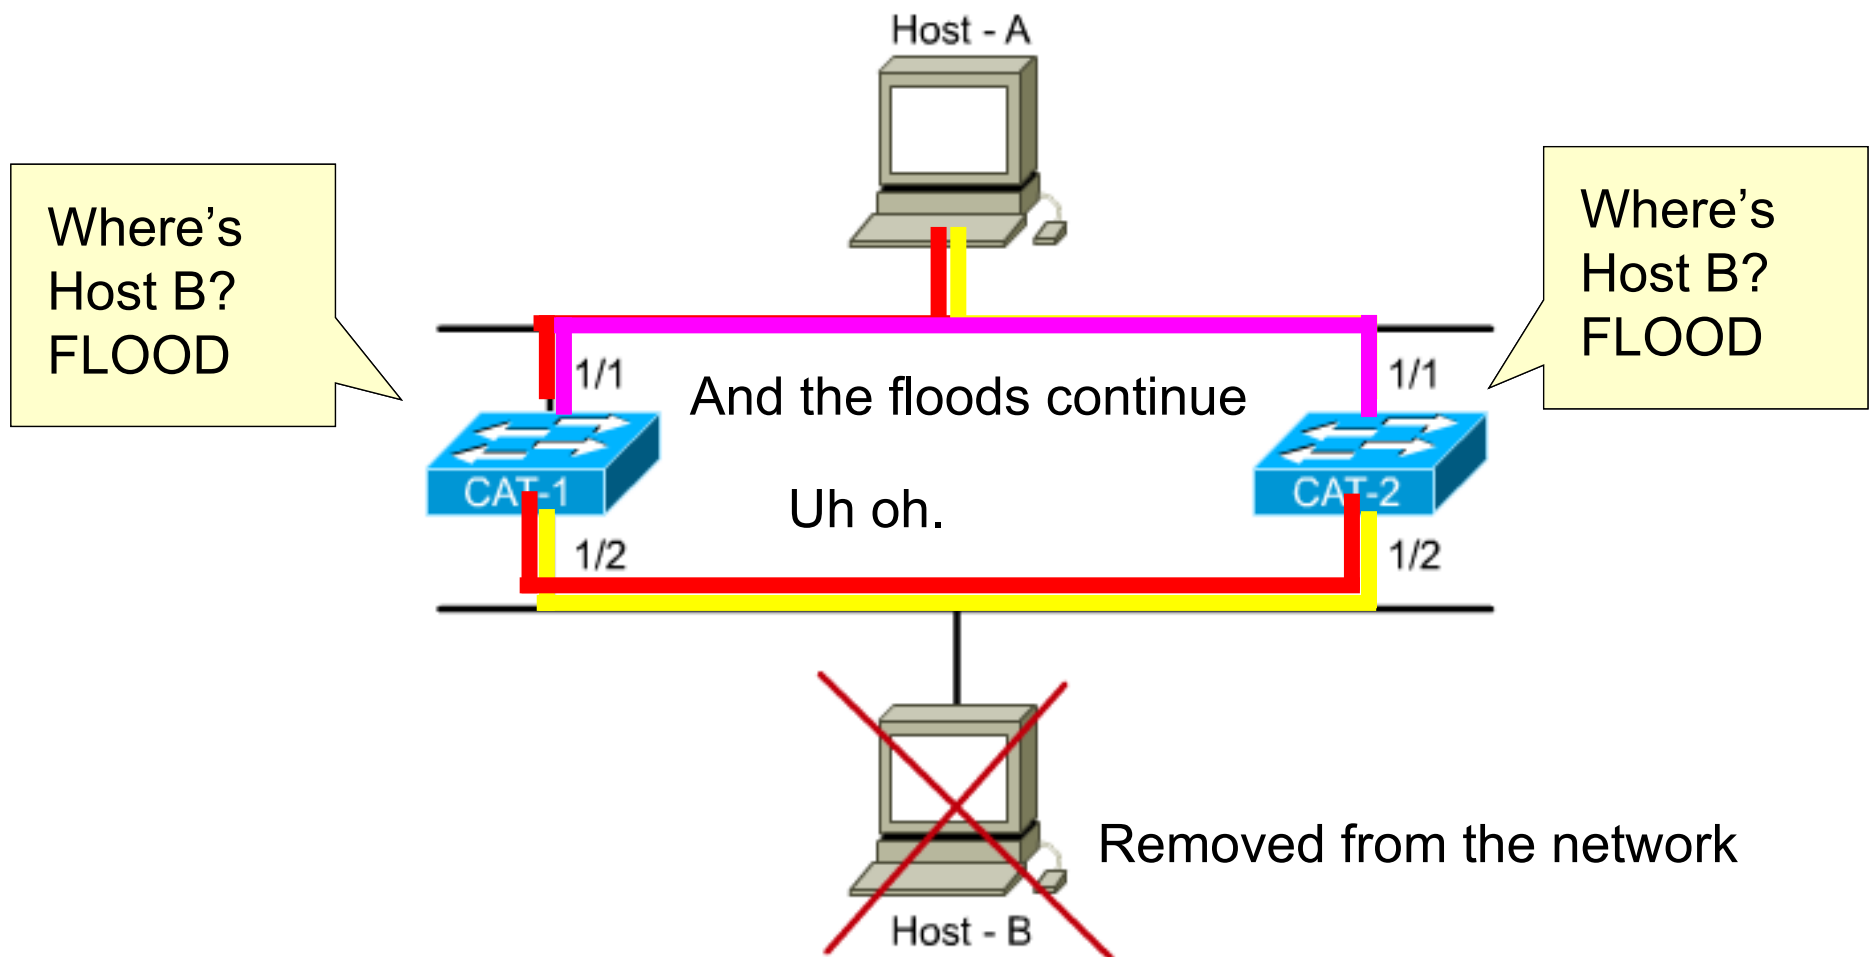 Host - A
Where’s
Host B?
FLOOD
Where’s
Host B?
FLOOD
1/1
And the floods continue
1/1
CAT-1
Uh oh.
CAT-2
1/2
1/2
Removed from the network
Host - B